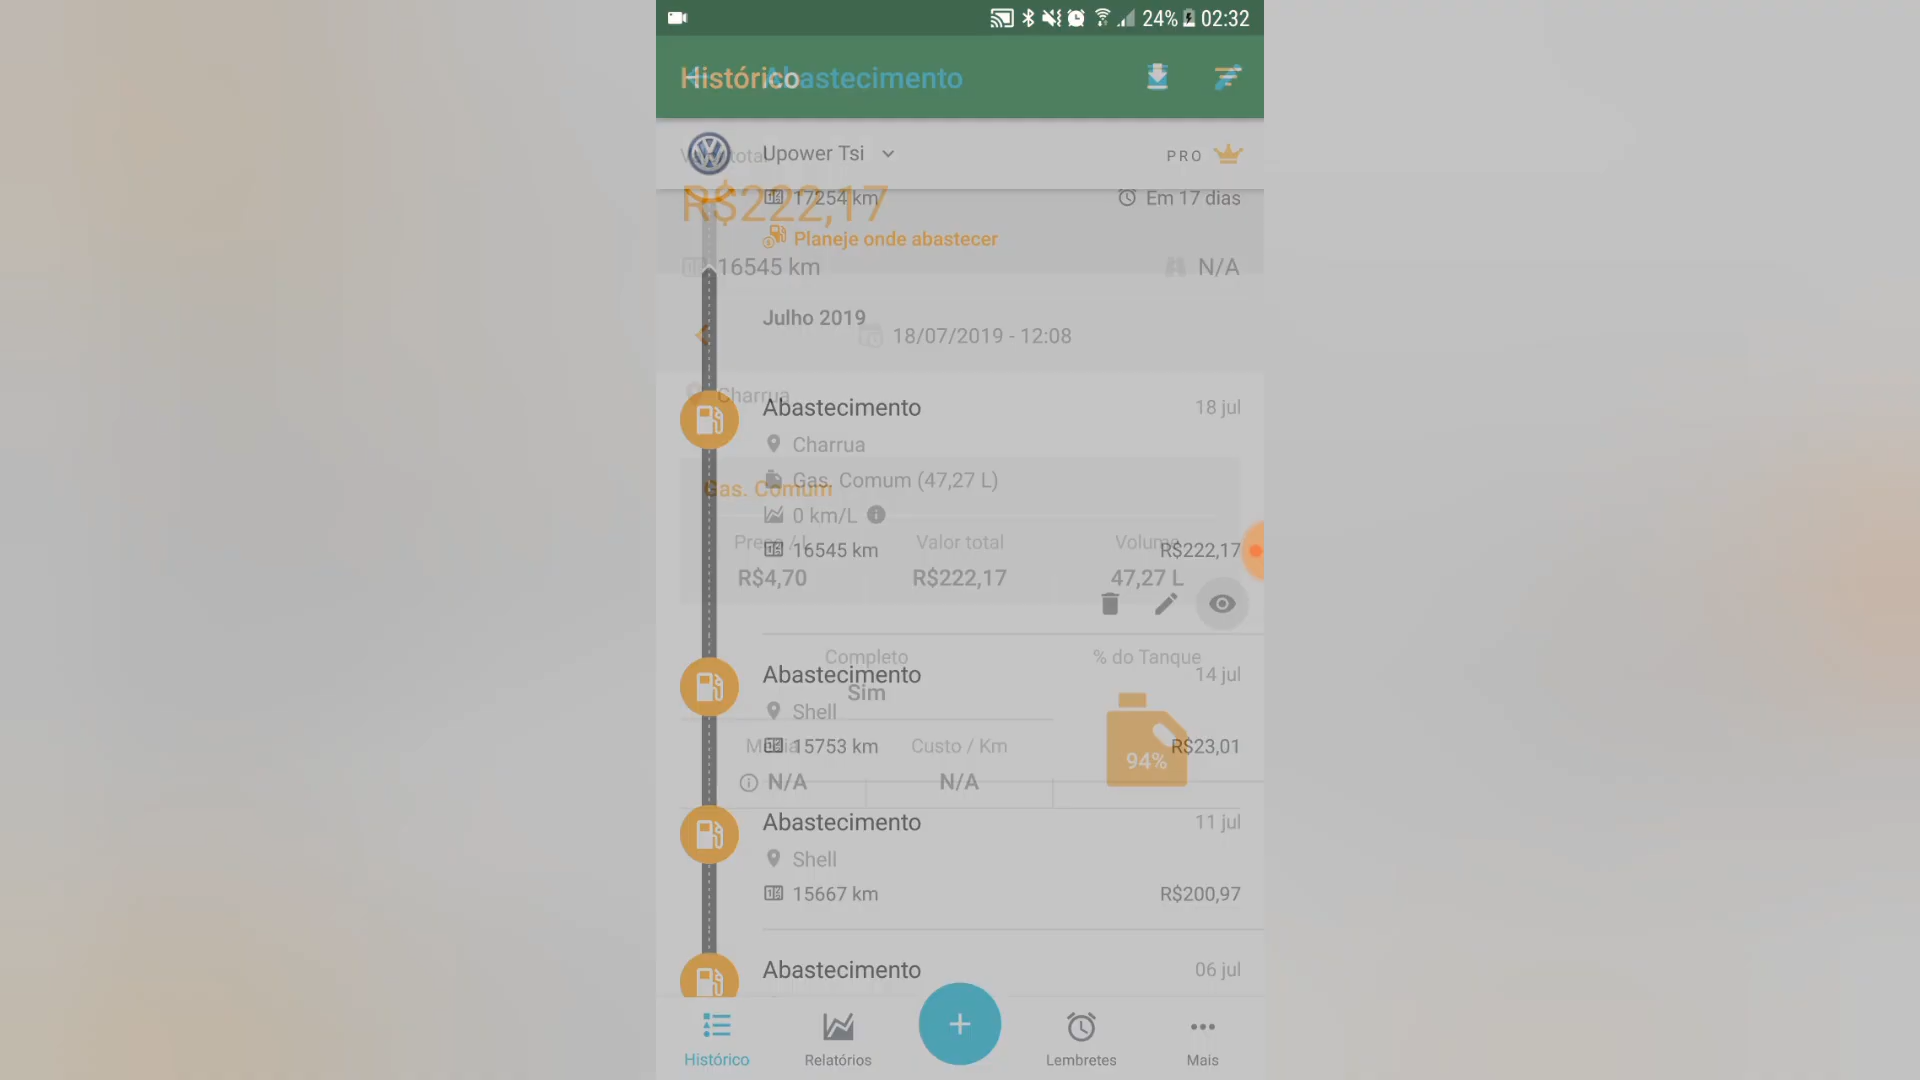 24% 02:32
Histórico
Abastecimento
Valor total
Upower Tsi
PRO
R$222,17
17254 km
Em 17 dias
Planeje onde abastecer
16545 km
N/A
Julho 2019
18/07/2019 - 12:08
Charrua
Abastecimento
18 jul
Charrua
Gas. Comum (47,27 L)
Gas. Comum
0 km/L
Valor total
Volume
16545 km
R$222,17
R$4,70
R$222,17
47,27 L
Completo
% do Tanque
Abastecimento
14 jul
Sim
Shell
15753 km
Custo / Km
R$23,01
94%
N/A
N/A
Abastecimento
11 jul
Shell
15667 km
R$200,97
Abastecimento
06 jul
Histórico
Relatórios
Lembretes
Mais